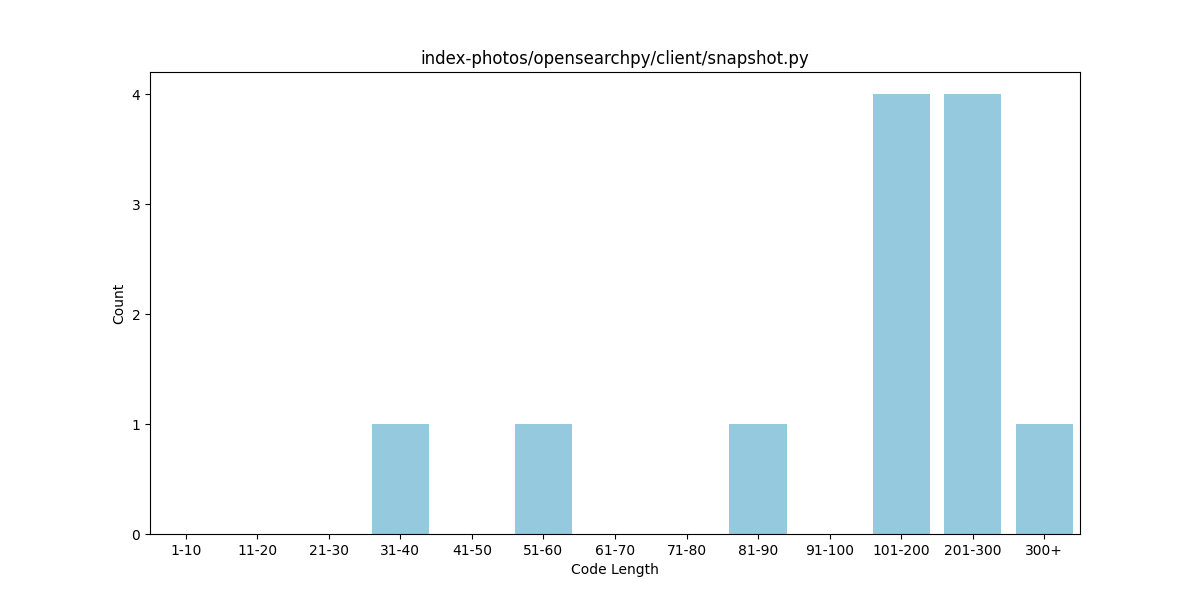 index-photos/opensearchpy/client/snapshot.py
4
3
2
1
0
Count
1-10 11-20 21-30 31-40 41-50 51-60 61-70 71-80 81-90 91-100 101-200 201-300 300+
Code Length